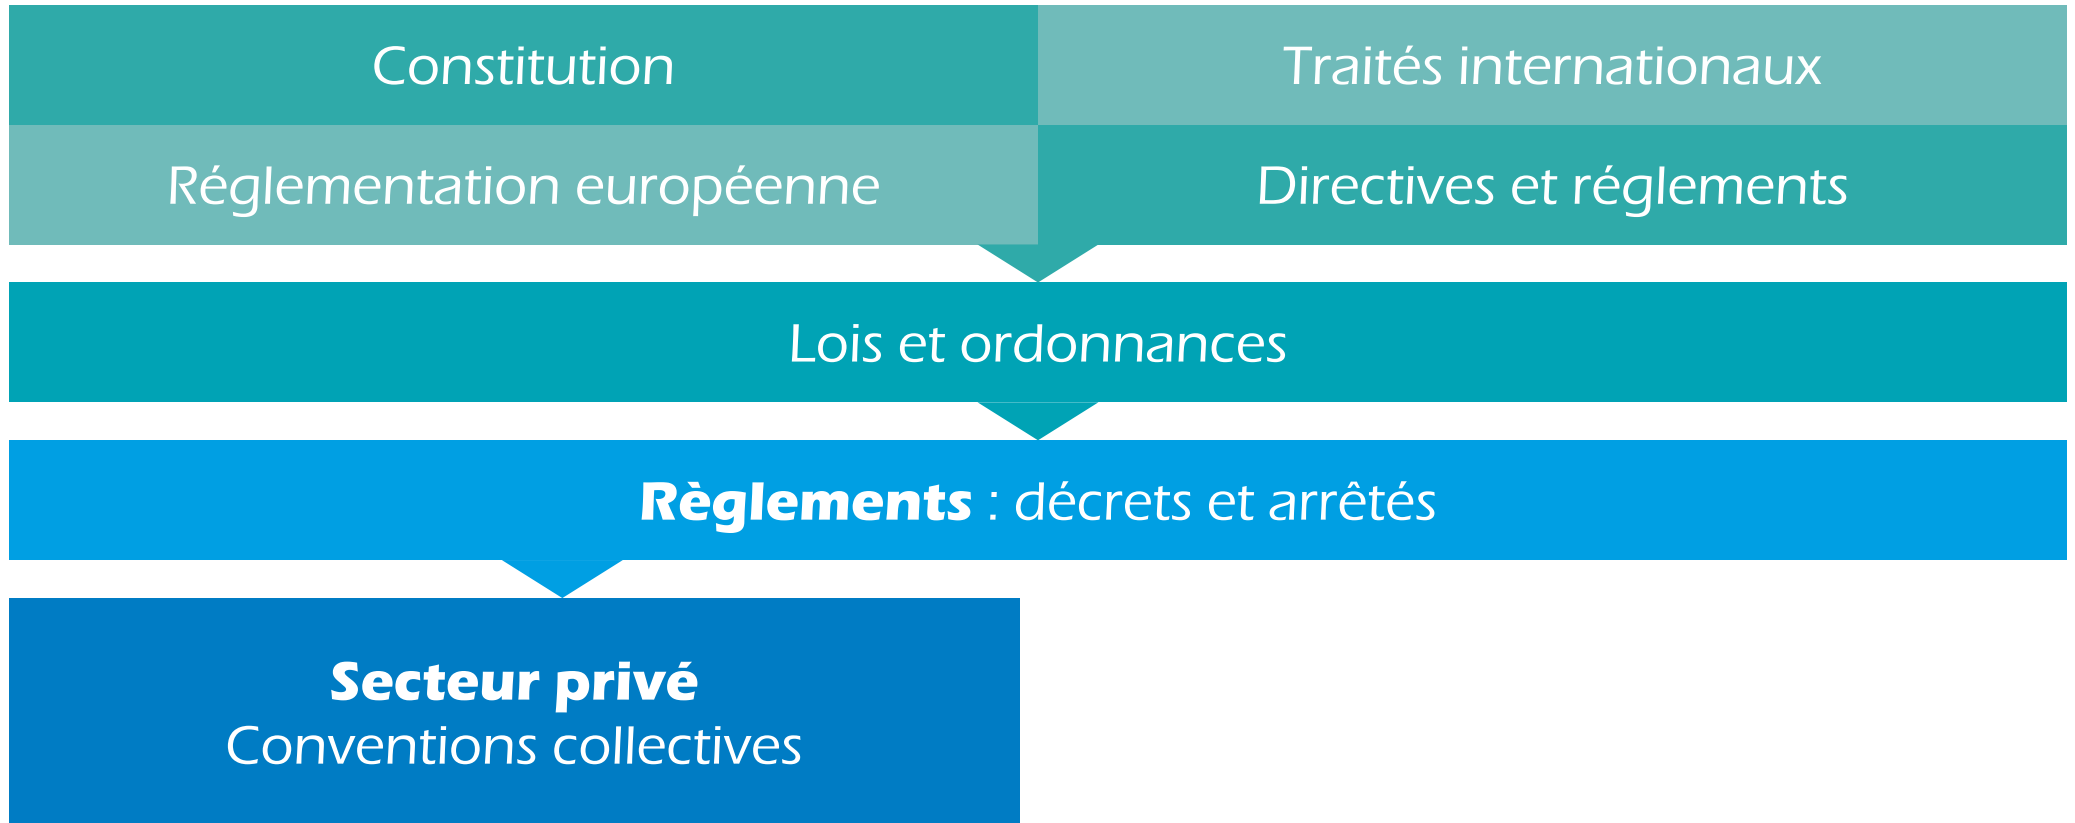 Constitution
Traités internationaux
Réglementation européenne
Directives et réglements
Lois et ordonnances
Règlements : décrets et arrêtés
Secteur privé
Conventions collectives